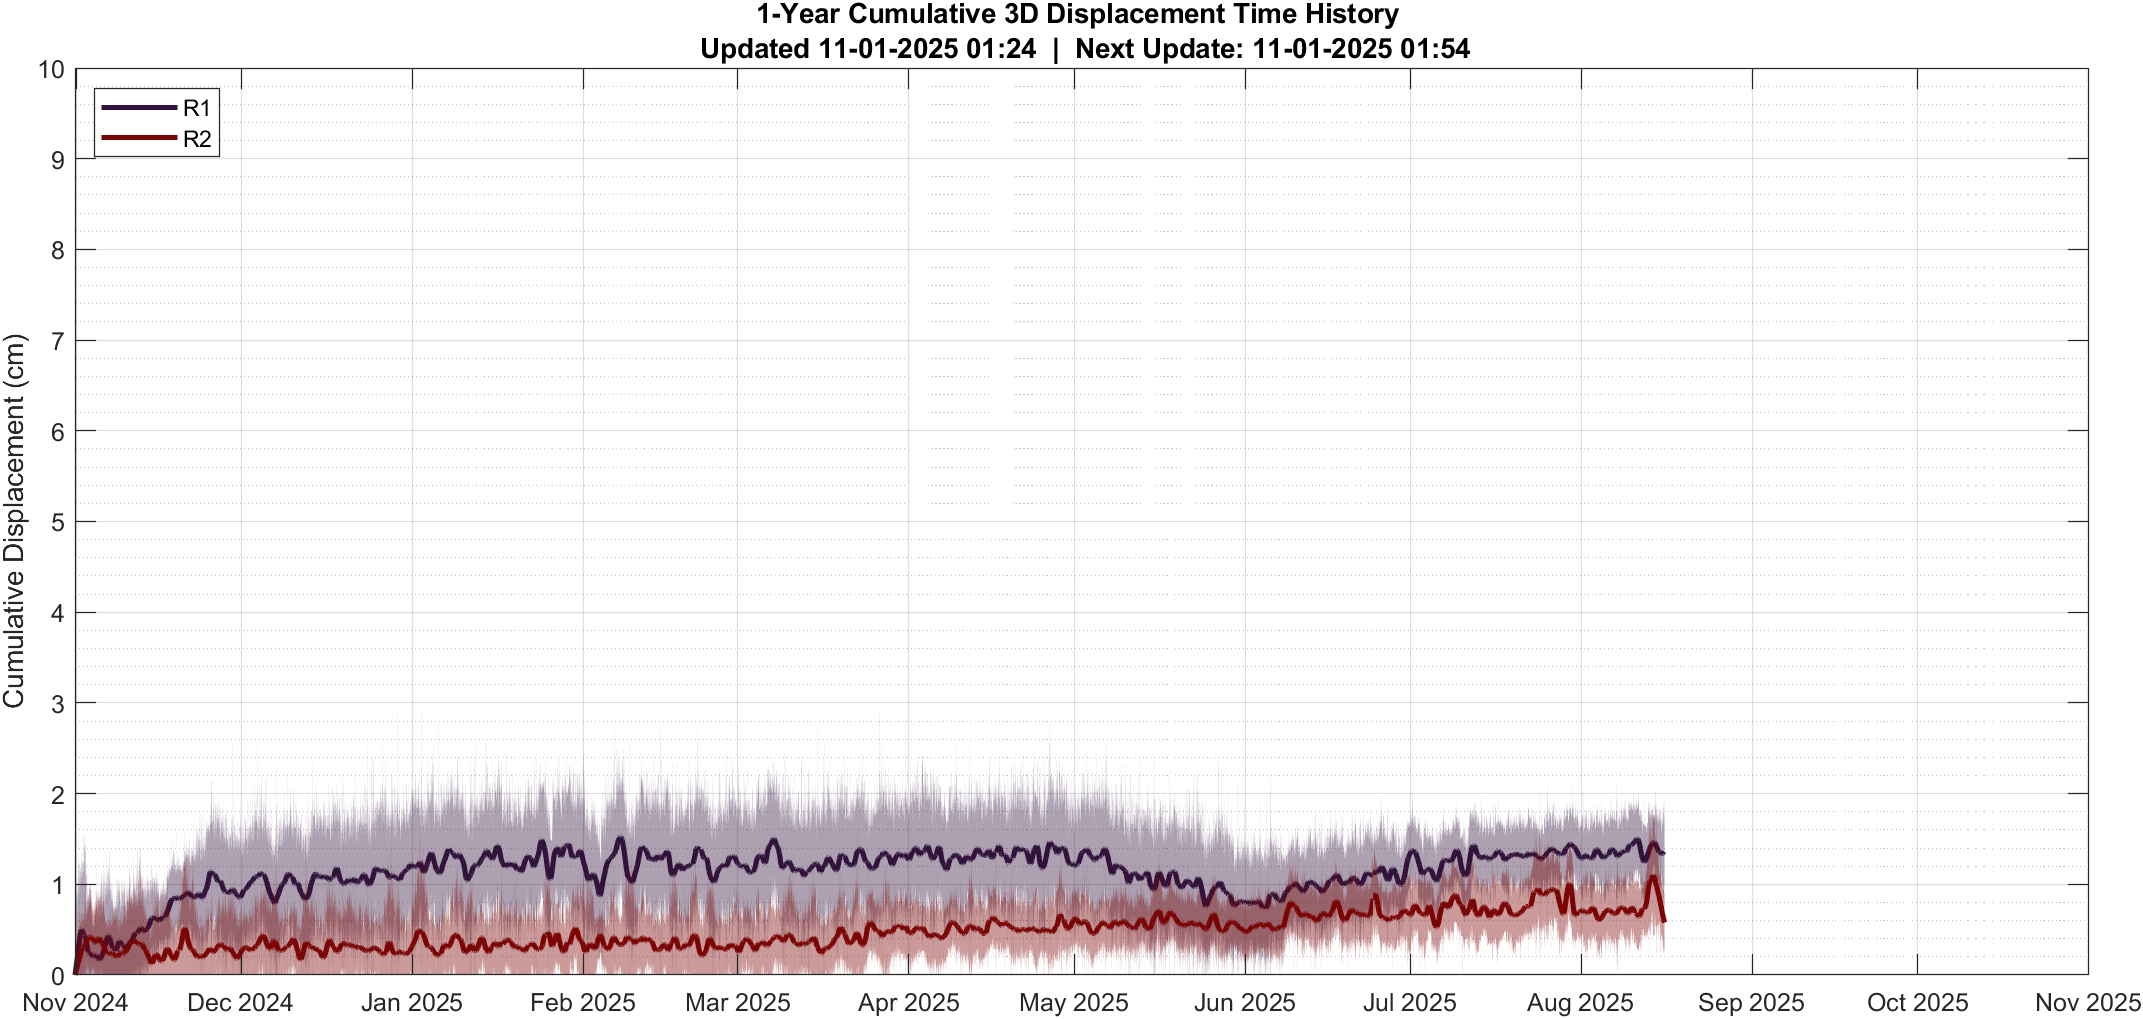 1-Year Cumulative 3D Displacement Time History
Updated 11-01-2025 01:24 | Next Update: 11-01-2025 01:54
R1
R2
Cumulative Displacement (cm)
10
9
8
7
6
5
4
3
2
1
0
Nov 2024 Dec 2024 Jan 2025 Feb 2025 Mar 2025 Apr 2025 May 2025 Jun 2025 Jul 2025 Aug 2025 Sep 2025 Oct 2025 Nov 2025